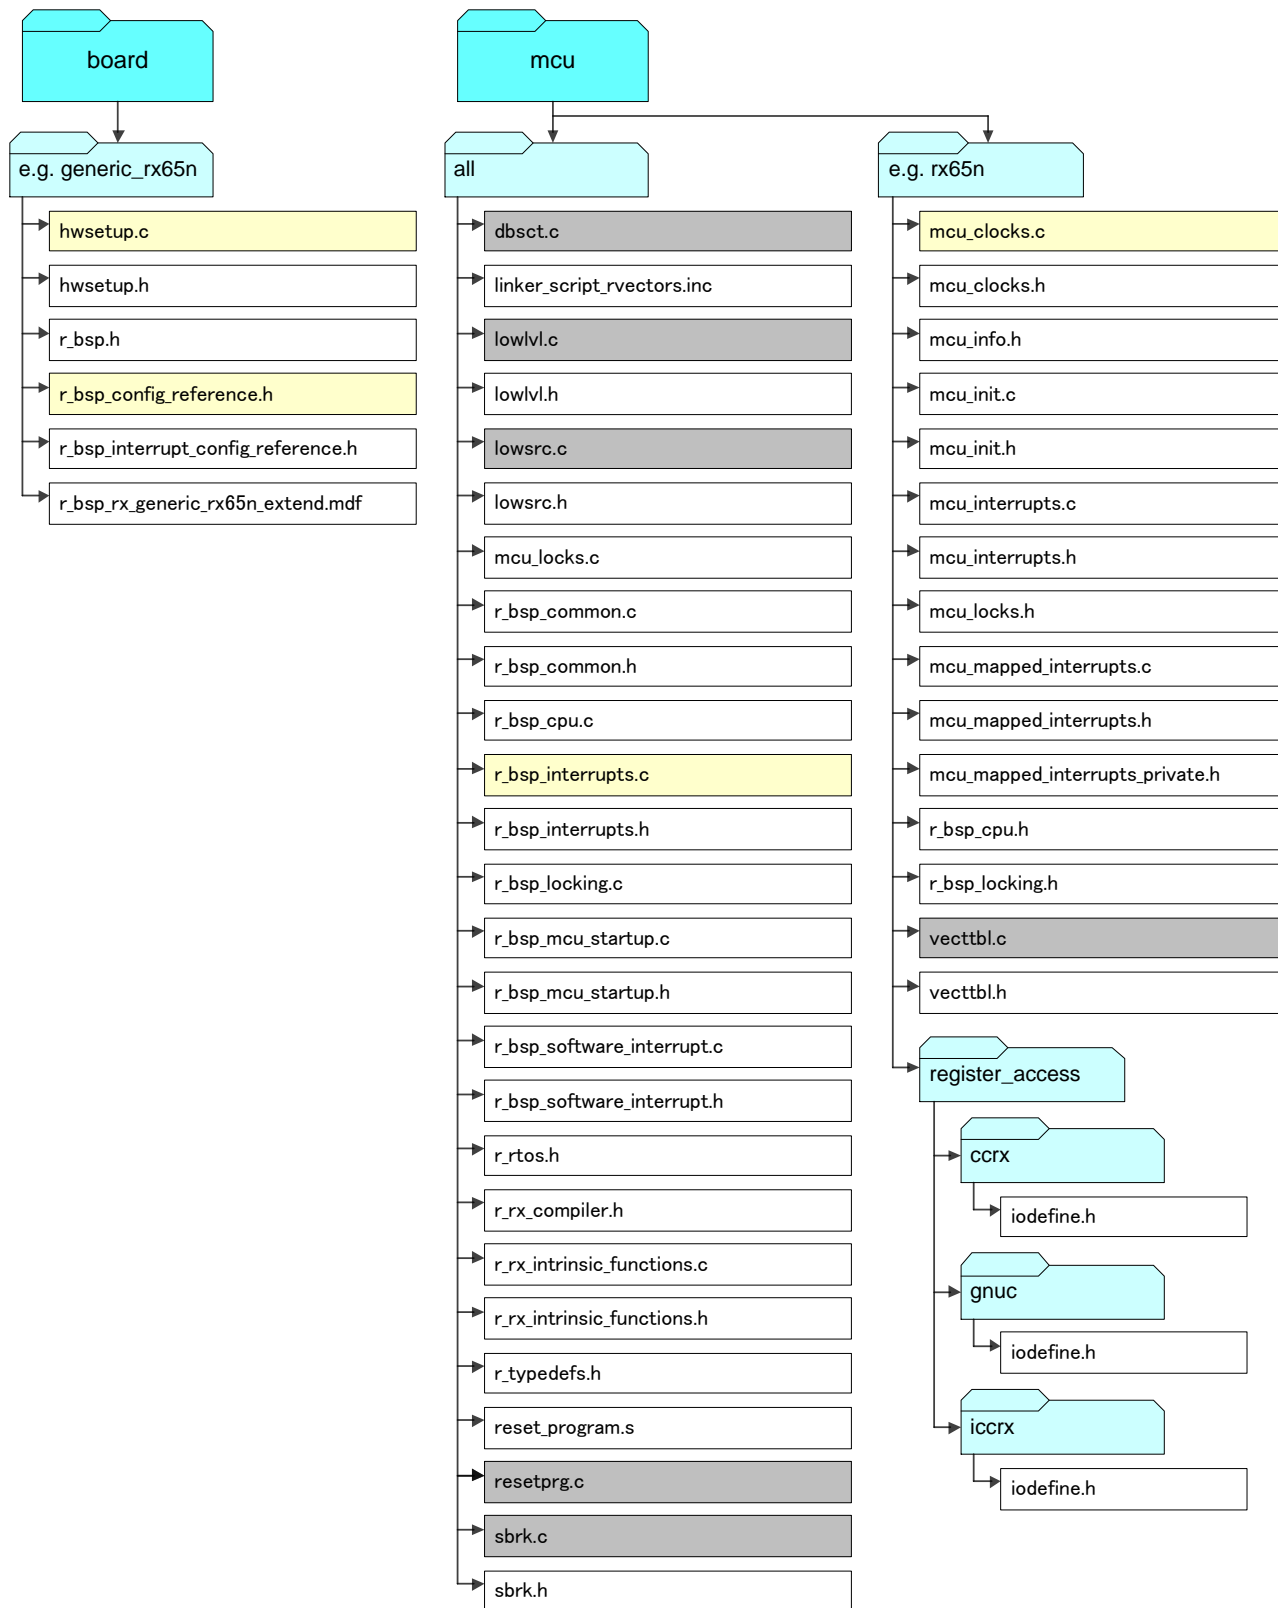 board
e.g. generic_rx65n
hwsetup.c
hwsetup.h
r_bsp.h
r_bsp_config_reference.h
r_bsp_interrupt_config_reference.h
r_bsp_rx_generic_rx65n_extend.mdf
mcu
all
dbsct.c
linker_script_rvectors.inc
lowlvl.c
lowlvl.h
lowsrc.c
lowsrc.h
mcu_locks.c
r_bsp_common.c
r_bsp_common.h
r_bsp_cpu.c
r_bsp_interrupts.c
r_bsp_interrupts.h
r_bsp_locking.c
r_bsp_mcu_startup.c
r_bsp_mcu_startup.h
r_bsp_software_interrupt.c
r_bsp_software_interrupt.h
r_rtos.h
r_rx_compiler.h
r_rx_intrinsic_functions.c
r_rx_intrinsic_functions.h
r_typedefs.h
reset_program.s
resetprg.c
sbrk.c
sbrk.h
e.g. rx65n
mcu_clocks.c
mcu_clocks.h
mcu_info.h
mcu_init.c
mcu_init.h
mcu_interrupts.c
mcu_interrupts.h
mcu_locks.h
mcu_mapped_interrupts.c
mcu_mapped_interrupts.h
mcu_mapped_interrupts_private.h
r_bsp_cpu.h
r_bsp_locking.h
vecttbl.c
vecttbl.h
register_access
ccrx
iodefine.h
gnuc
iodefine.h
iccrx
iodefine.h